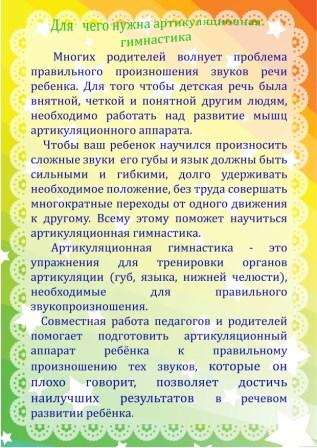 Для чего нужна артикуляционная
гимнастика
Многих родителей волнует проблема
правильного произношения звуков речи
ребенка. Для того чтобы детская речь была
внятной, четкой и понятной другим людям,
необходимо работать над развитие мышц
артикуляционного аппарата.
Чтобы ваш ребенок научился произносить
сложные звуки его губы и язык должны быть
сильными и гибкими, долго удерживать
необходимое положение, без труда совершать
многократные переходы от одного движения
к другому. Всему этому поможет научиться
артикуляционная гимнастика.
Артикуляционная гимнастика - это
упражнения для тренировки органов
артикуляции (губ, языка, нижней челюсти),
необходимые для правильного
звукопроизношения.
Совместная работа педагогов и родителей
помогает подготовить артикуляционный
аппарат ребёнка к правильному
произношению тех звуков, которые он
плохо говорит, позволяет достичь
наилучших результатов в речевом
развитии ребёнка.